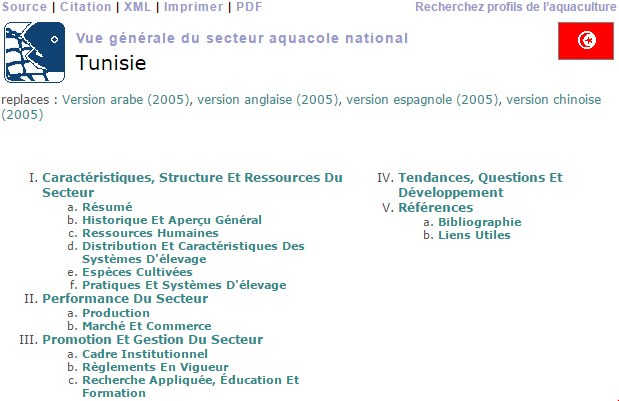 Source | Citation | XML | Imprimer | PDF
Recherchez profils de l'aquaculture
Vue générale du secteur aquacole national
Tunisie
replaces : Version arabe (2005), version anglaise (2005), version espagnole (2005), version chinoise
(2005)
I. Caractéristiques, Structure Et Ressources Du
Secteur
a. Résumé
b. Historique Et Aperçu Général
c. Ressources Humaines
d. Distribution Et Caractéristiques Des
Systèmes D'élevage
e. Espèces Cultivées
f. Pratiques Et Systèmes D'élevage
II. Performance Du Secteur
a. Production
b. Marché Et Commerce
III. Promotion Et Gestion Du Secteur
a. Cadre Institutionnel
b. Règlements En Vigueur
c. Recherche Appliquée, Éducation Et
Formation
IV. Tendances, Questions Et
Développement
V. Références
a. Bibliographie
b. Liens Utiles